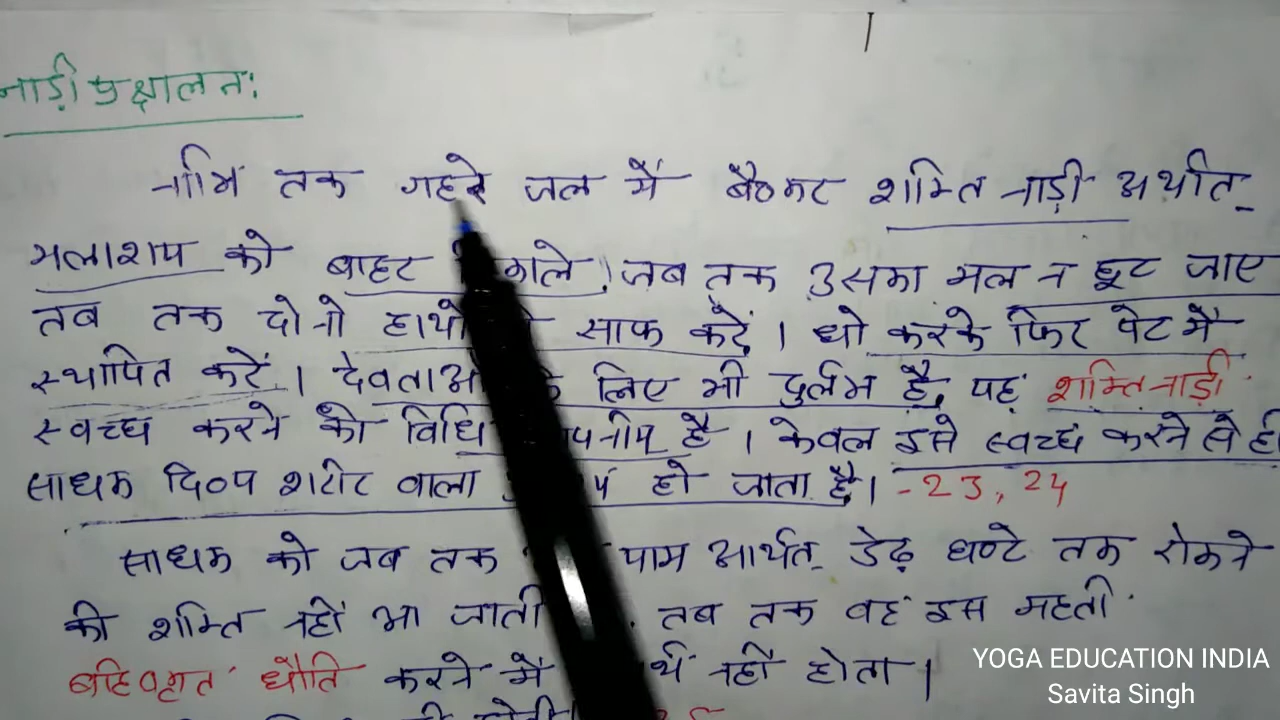 नाड़ी प्रक्षालन:
नाभि तक गहरे जल में बैठकर शक्ति नाड़ी अर्थात्
मलाशय को बाहर काले। जब तक उसका मल न छूट जाए
तब तक दोनो हाथो साफ करें। धो करके फिर पेट में
स्थापित करें। देवताओ लिए भी दुर्लभ है, यह शक्ति नाड़ी
स्वच्छ करने की विधि पनीय है। केवल इसे स्वच्छ करने से ही
साधक दिव्य शरीर वाला हो जाता है। - 23, 24
साधक को जब तक याम अर्थात् डेढ़ घण्टे तक रोकने
की शक्ति नहीं आ जाती तब तक वह इस महती
बहिष्कृत धौति करने में र्थ नहीं होता।
YOGA EDUCATION INDIA
Savita Singh